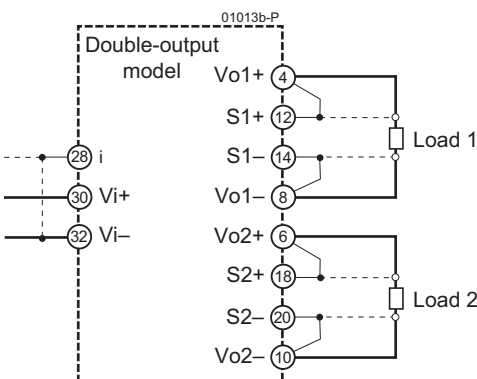 01013b-P
Double-output
model
Vo1+ 4
S1+ 12
Load 1
28 i
S1– 14
30 Vi+
Vo1– 8
32 Vi–
Vo2+ 6
S2+ 18
Load 2
S2– 20
Vo2– 10